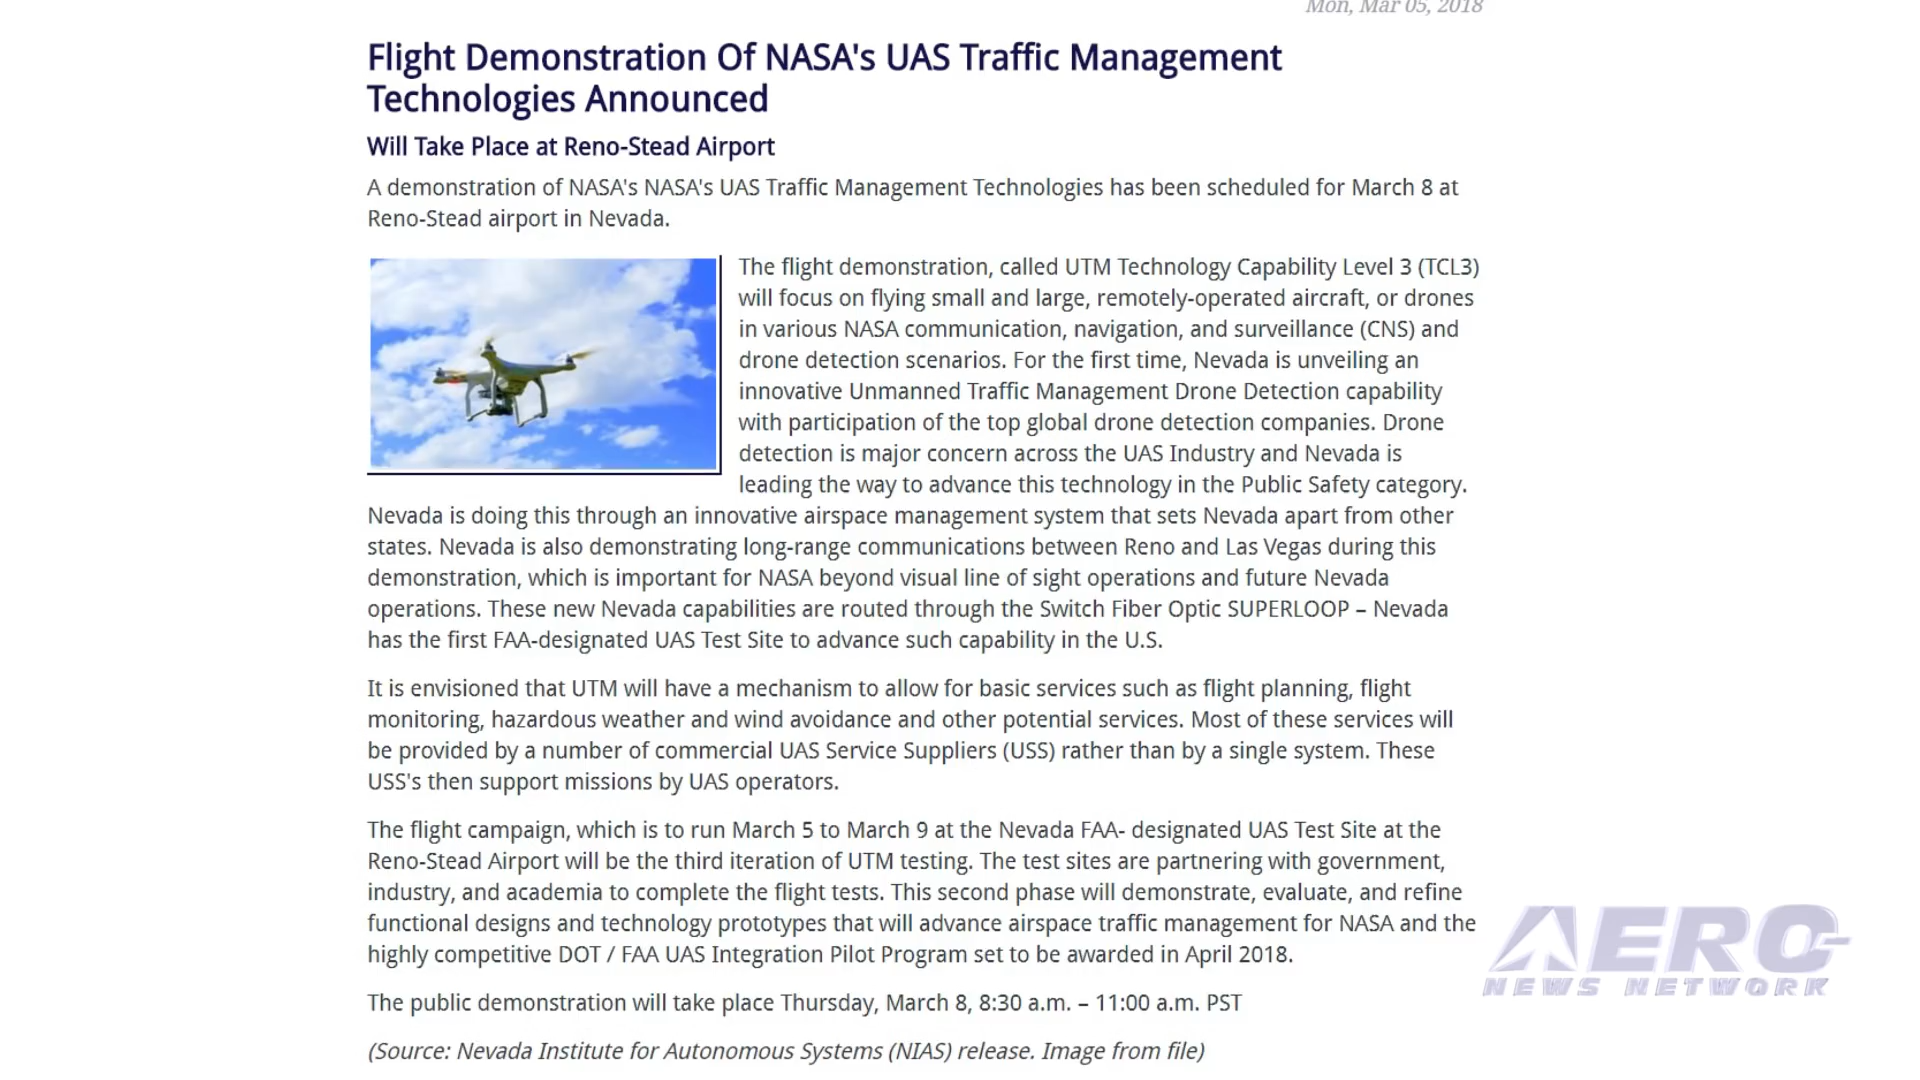 Mon, Mar 05, 2018
Flight Demonstration Of NASA's UAS Traffic Management
Technologies Announced
Will Take Place at Reno-Stead Airport
A demonstration of NASA's NASA's UAS Traffic Management Technologies has been scheduled for March 8 at
Reno-Stead airport in Nevada.
The flight demonstration, called UTM Technology Capability Level 3 (TCL3)
will focus on flying small and large, remotely-operated aircraft, or drones
in various NASA communication, navigation, and surveillance (CNS) and
drone detection scenarios. For the first time, Nevada is unveiling an
innovative Unmanned Traffic Management Drone Detection capability
with participation of the top global drone detection companies. Drone
detection is major concern across the UAS Industry and Nevada is
leading the way to advance this technology in the Public Safety category.
Nevada is doing this through an innovative airspace management system that sets Nevada apart from other
states. Nevada is also demonstrating long-range communications between Reno and Las Vegas during this
demonstration, which is important for NASA beyond visual line of sight operations and future Nevada
operations. These new Nevada capabilities are routed through the Switch Fiber Optic SUPERLOOP – Nevada
has the first FAA-designated UAS Test Site to advance such capability in the U.S.
It is envisioned that UTM will have a mechanism to allow for basic services such as flight planning, flight
monitoring, hazardous weather and wind avoidance and other potential services. Most of these services will
be provided by a number of commercial UAS Service Suppliers (USS) rather than by a single system. These
USS's then support missions by UAS operators.
The flight campaign, which is to run March 5 to March 9 at the Nevada FAA- designated UAS Test Site at the
Reno-Stead Airport will be the third iteration of UTM testing. The test sites are partnering with government,
industry, and academia to complete the flight tests. This second phase will demonstrate, evaluate, and refine
functional designs and technology prototypes that will advance airspace traffic management for NASA and the
highly competitive DOT / FAA UAS Integration Pilot Program set to be awarded in April 2018.
The public demonstration will take place Thursday, March 8, 8:30 a.m. – 11:00 a.m. PST
(Source: Nevada Institute for Autonomous Systems (NIAS) release. Image from file)
AERO
NEWS NETWORK